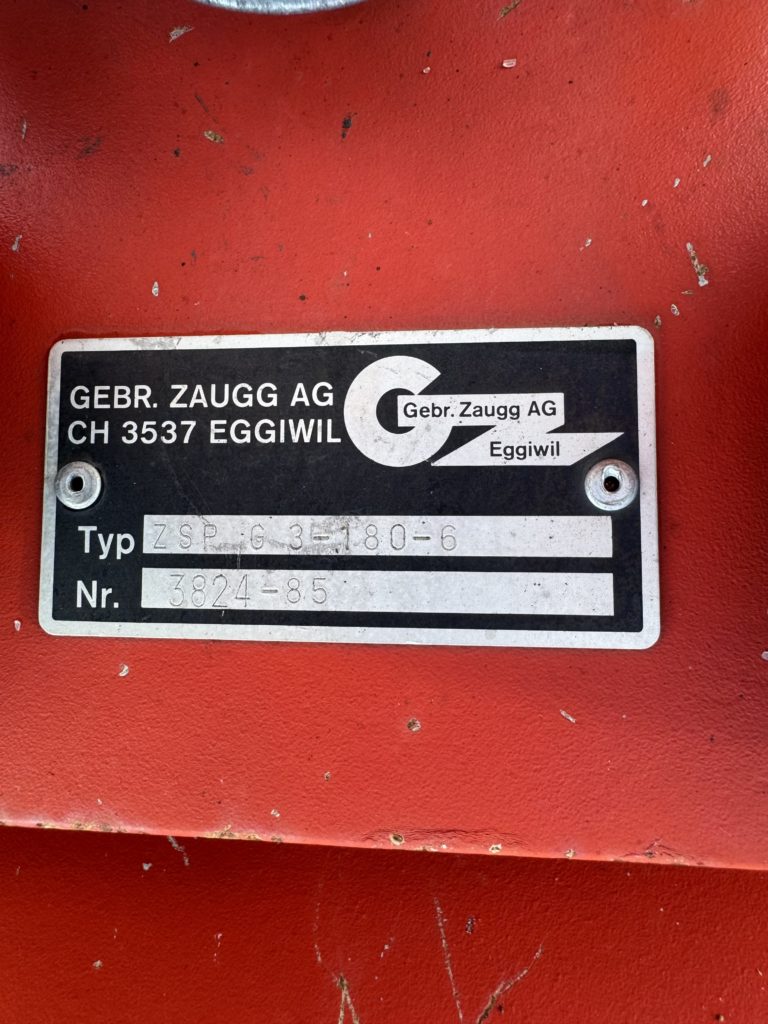 GEBR. ZAUGG AG
CH 3537 EGGIWIL
Gebr. Zaugg AG
Eggiwil
Typ ZSP G 3-180-6
Nr. 3824-85